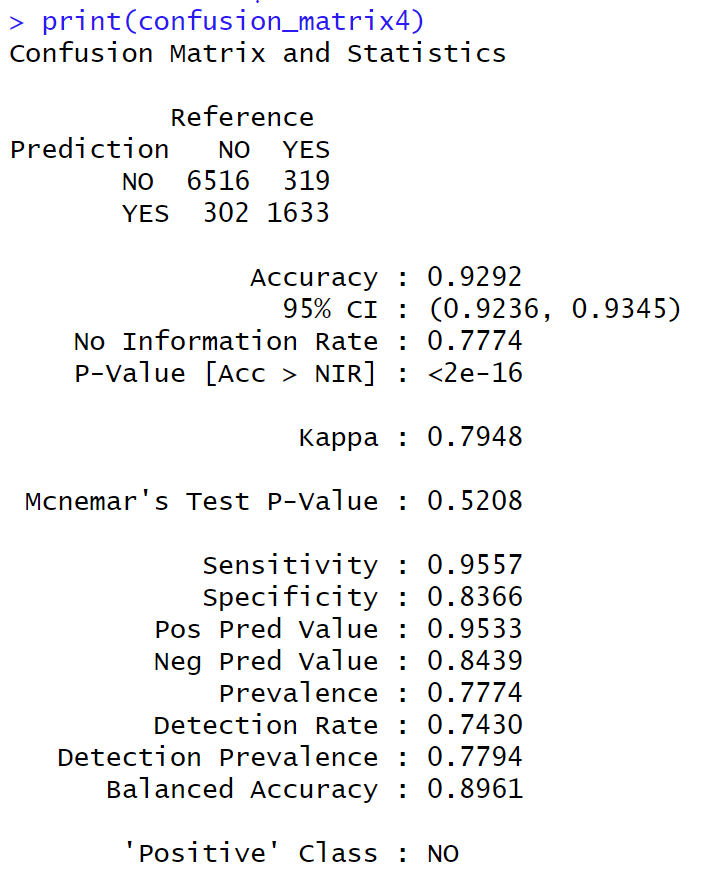 > print(confusion_matrix4)
Confusion Matrix and Statistics

          Reference
Prediction   NO  YES
       NO  6516  319
       YES  302 1633

               Accuracy : 0.9292
                 95% CI : (0.9236, 0.9345)
    No Information Rate : 0.7774
    P-Value [Acc > NIR] : <2e-16

                  Kappa : 0.7948

 Mcnemar's Test P-Value : 0.5208

            Sensitivity : 0.9557
            Specificity : 0.8366
         Pos Pred Value : 0.9533
         Neg Pred Value : 0.8439
             Prevalence : 0.7774
         Detection Rate : 0.7430
   Detection Prevalence : 0.7794
      Balanced Accuracy : 0.8961

       'Positive' Class : NO